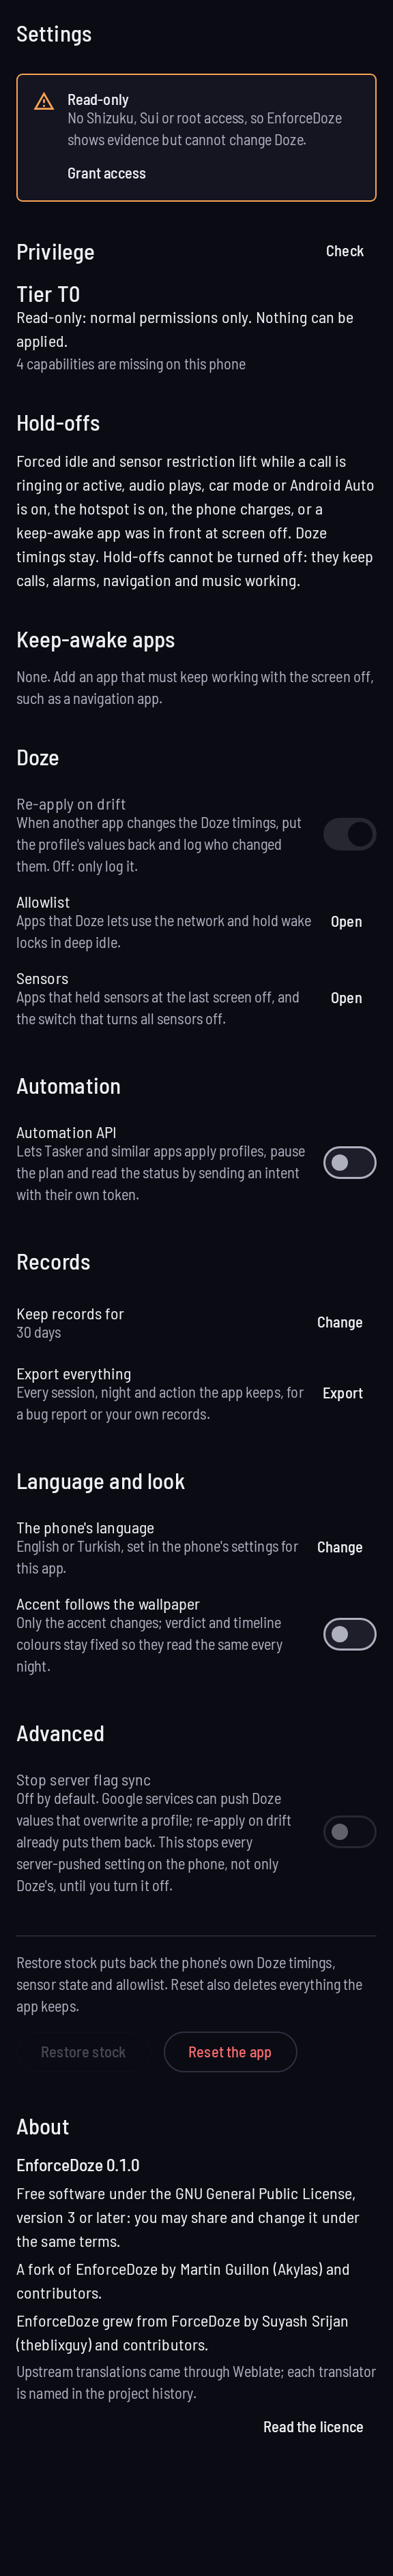 Settings
Read-only
No Shizuku, Sui or root access, so EnforceDoze
shows evidence but cannot change Doze.
Grant access
Privilege
Check
Tier T0
Read-only: normal permissions only. Nothing can be
applied.
4 capabilities are missing on this phone
Hold-offs
Forced idle and sensor restriction lift while a call is
ringing or active, audio plays, car mode or Android Auto
is on, the hotspot is on, the phone charges, or a
keep-awake app was in front at screen off. Doze
timings stay. Hold-offs cannot be turned off: they keep
calls, alarms, navigation and music working.
Keep-awake apps
None. Add an app that must keep working with the screen off,
such as a navigation app.
Doze
Re-apply on drift
When another app changes the Doze timings, put
the profile's values back and log who changed
them. Off: only log it.
Allowlist
Apps that Doze lets use the network and hold wake
locks in deep idle.
Open
Sensors
Apps that held sensors at the last screen off, and
the switch that turns all sensors off.
Open
Automation
Automation API
Lets Tasker and similar apps apply profiles, pause
the plan and read the status by sending an intent
with their own token.
Records
Keep records for
30 days
Change
Export everything
Every session, night and action the app keeps, for
a bug report or your own records.
Export
Language and look
The phone's language
English or Turkish, set in the phone's settings for
this app.
Change
Accent follows the wallpaper
Only the accent changes; verdict and timeline
colours stay fixed so they read the same every
night.
Advanced
Stop server flag sync
Off by default. Google services can push Doze
values that overwrite a profile; re-apply on drift
already puts them back. This stops every
server-pushed setting on the phone, not only
Doze's, until you turn it off.
Restore stock puts back the phone's own Doze timings,
sensor state and allowlist. Reset also deletes everything the
app keeps.
Restore stock
Reset the app
About
EnforceDoze 0.1.0
Free software under the GNU General Public License,
version 3 or later: you may share and change it under
the same terms.
A fork of EnforceDoze by Martin Guillon (Akylas) and
contributors.
EnforceDoze grew from ForceDoze by Suyash Srijan
(theblixguy) and contributors.
Upstream translations came through Weblate; each translator
is named in the project history.
Read the licence